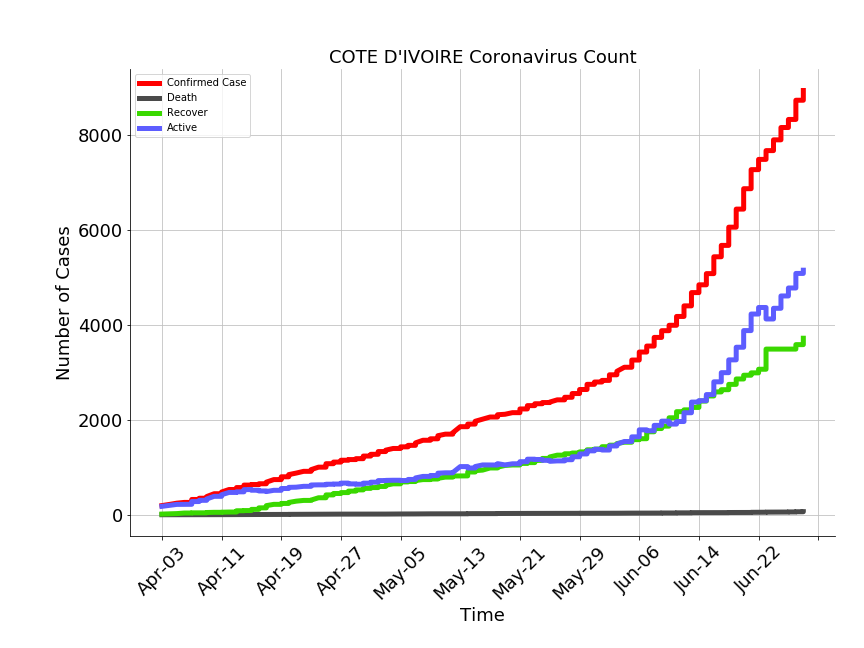 COTE D'IVOIRE Coronavirus Count
Confirmed Case
Death
Recover
Active
Number of Cases
8000
6000
4000
2000
0
Apr-03
Apr-11
Apr-19
Apr-27
May-05
May-13
May-21
May-29
Jun-06
Jun-14
Jun-22
Time